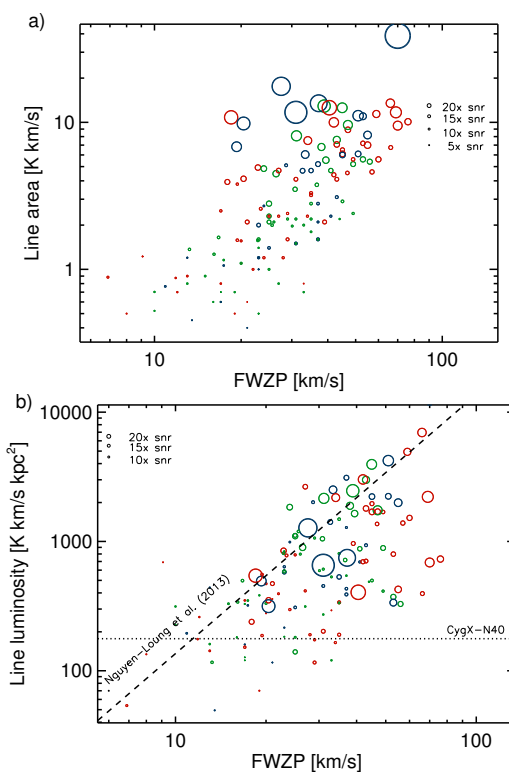 a)
Line area [K km/s]
10
1
20x snr
15x snr
10x snr
5x snr
10
100
FWZP [km/s]
b)
Line luminosity [K km/s kpc²]
10000
1000
100
20x snr
15x snr
10x snr
Nguyen-Loung et al. (2013)
CygX-N40
10
100
FWZP [km/s]